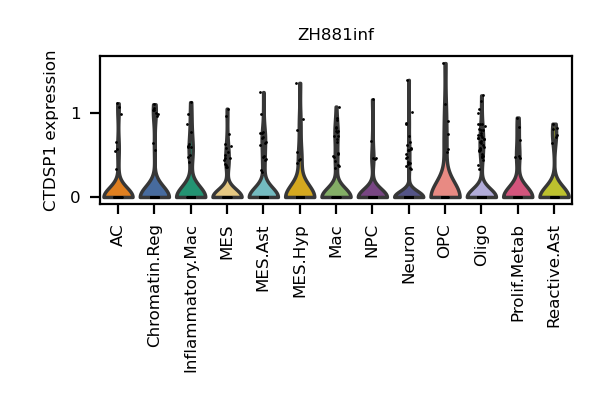 ZH881inf
CTDSP1 expression
1
0
AC
Chromatin.Reg
Inflammatory.Mac
MES
MES.Ast
MES.Hyp
Mac
NPC
Neuron
OPC
Oligo
Prolif.Metab
Reactive.Ast